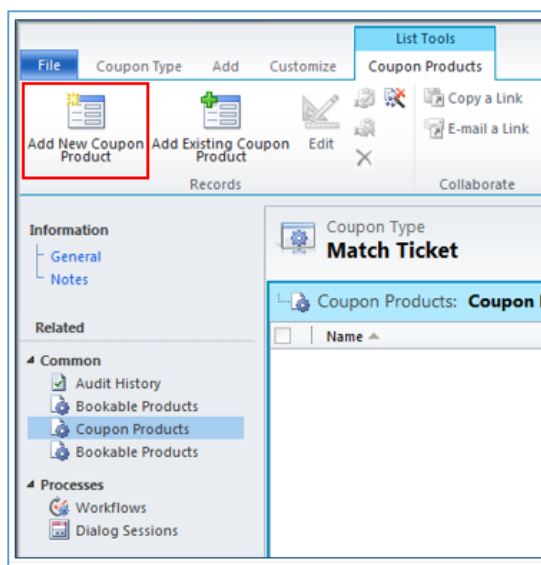 List Tools
File Coupon Type Add Customize Coupon Products
Add New Coupon Product
Add Existing Coupon Product
Edit
Copy a Link
E-mail a Link
Records
Collaborate
Information
General
Notes
Related
Common
Audit History
Bookable Products
Coupon Products
Bookable Products
Processes
Workflows
Dialog Sessions
Coupon Type
Match Ticket
Coupon Products: Coupon
Name